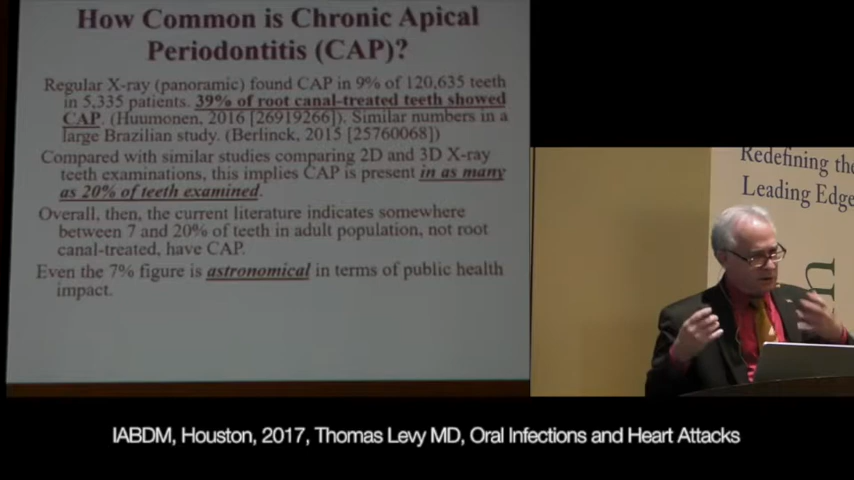 How Common is Chronic Apical
Periodontitis (CAP)?
Regular X-ray (panoramic) found CAP in 9% of 120,635 teeth
in 5,335 patients. 39% of root canal-treated teeth showed
CAP. (Huumonen, 2016 [26919266]). Similar numbers in a
large Brazilian study. (Berlinck, 2015 [25760068])
Compared with similar studies comparing 2D and 3D X-ray
teeth examinations, this implies CAP is present in as many
as 20% of teeth examined.
Overall, then, the current literature indicates somewhere
between 7 and 20% of teeth in adult population, not root
canal-treated, have CAP.
Even the 7% figure is astronomical in terms of public health
impact.
Redefining the
Leading Edge
IABDM, Houston, 2017, Thomas Levy MD, Oral Infections and Heart Attacks